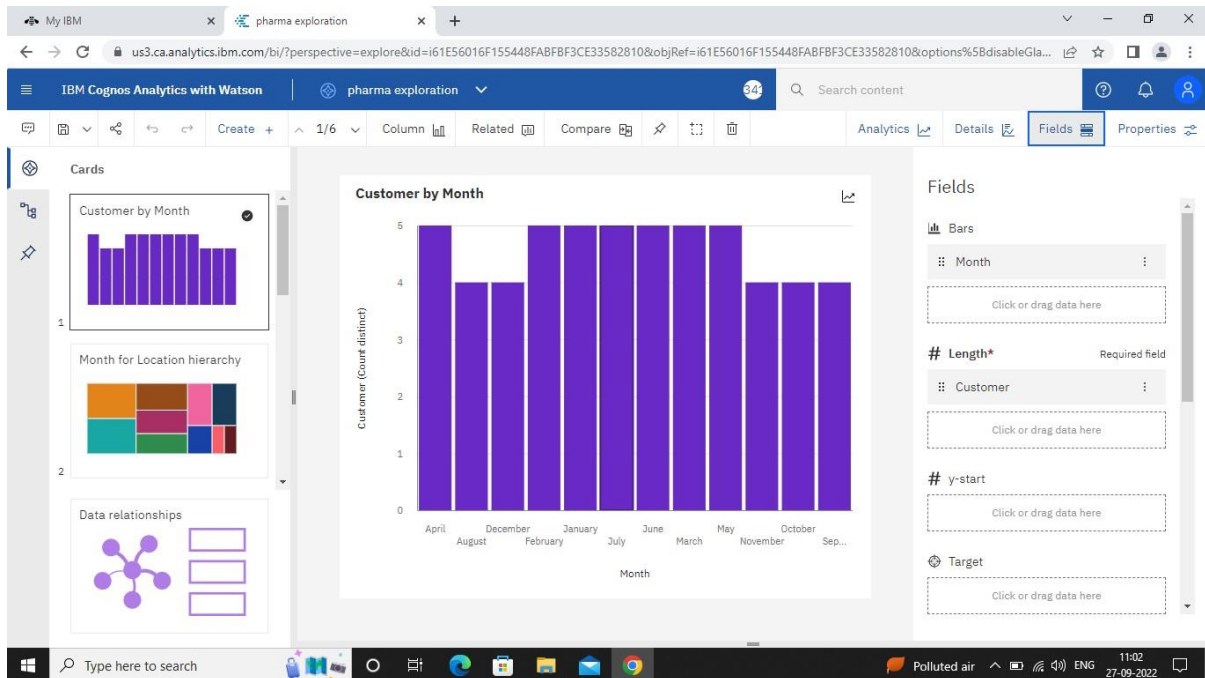 My IBM
pharma exploration
us3.ca.analytics.ibm.com/bi/?perspective=explore&id=i61E56016F155448FABFBF3CE33582810&objRef=i61E56016F155448FABFBF3CE33582810&options%5BdisableGla...
IBM Cognos Analytics with Watson
pharma exploration
Search content
Create +
1/6
Column
Related
Compare
Analytics
Details
Fields
Properties
Cards
Customer by Month
1
Month for Location hierarchy
2
Data relationships
Customer by Month
5
4
3
2
1
0
Customer (Count distinct)
April December January June May October
August February July March November Sep...
Month
Fields
Bars
Month
Click or drag data here
# Length* Required field
Customer
Click or drag data here
# y-start
Click or drag data here
Target
Click or drag data here
Type here to search
Polluted air
ENG
11:02
27-09-2022